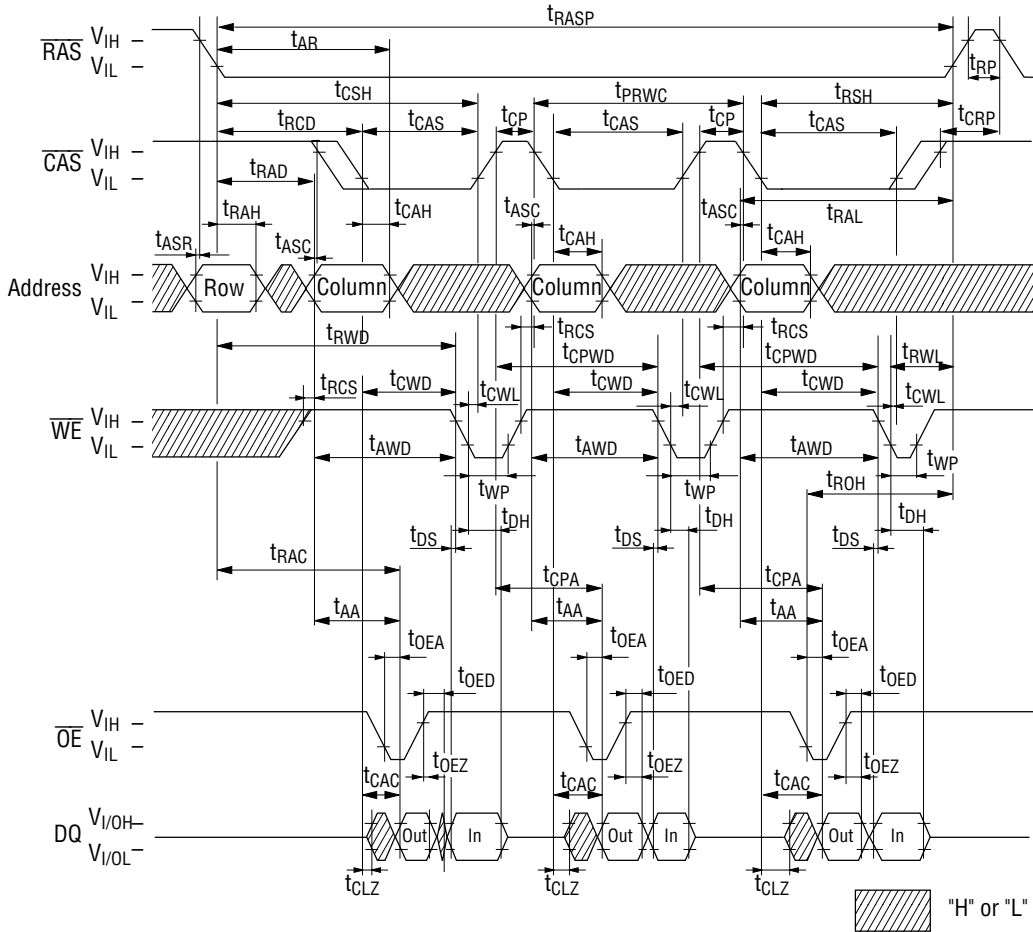 tRASP
tAR
RAS VIH
VIL
tRP
tCSH tPRWC tRSH
tRCD tCAS tCP tCAS tCP tCAS tCRP
CAS VIH
VIL
tRAD
tRAH tCAH tASC tASC tRAL
tASR tASC tCAH tCAH
Address VIH
VIL
Row Column Column Column
tRCS tRCS
tRWD tCPWD tCPWD tRWL
tRCS tCWD tCWL tCWD tCWL tCWD tCWL
WE VIH
VIL
tAWD tAWD tAWD
tWP tWP tWP
tROH
tDH tDH tDH
tDS tDS tDS
tRAC tCPA tCPA
tAA tAA tAA
tOEA tOEA tOEA
tOED tOED tOED
OE VIH
VIL
tOEZ tOEZ tOEZ
tCAC tCAC tCAC
DQ VI/OH
VI/OL
Out In Out In Out In
tCLZ tCLZ tCLZ
"H" or "L"